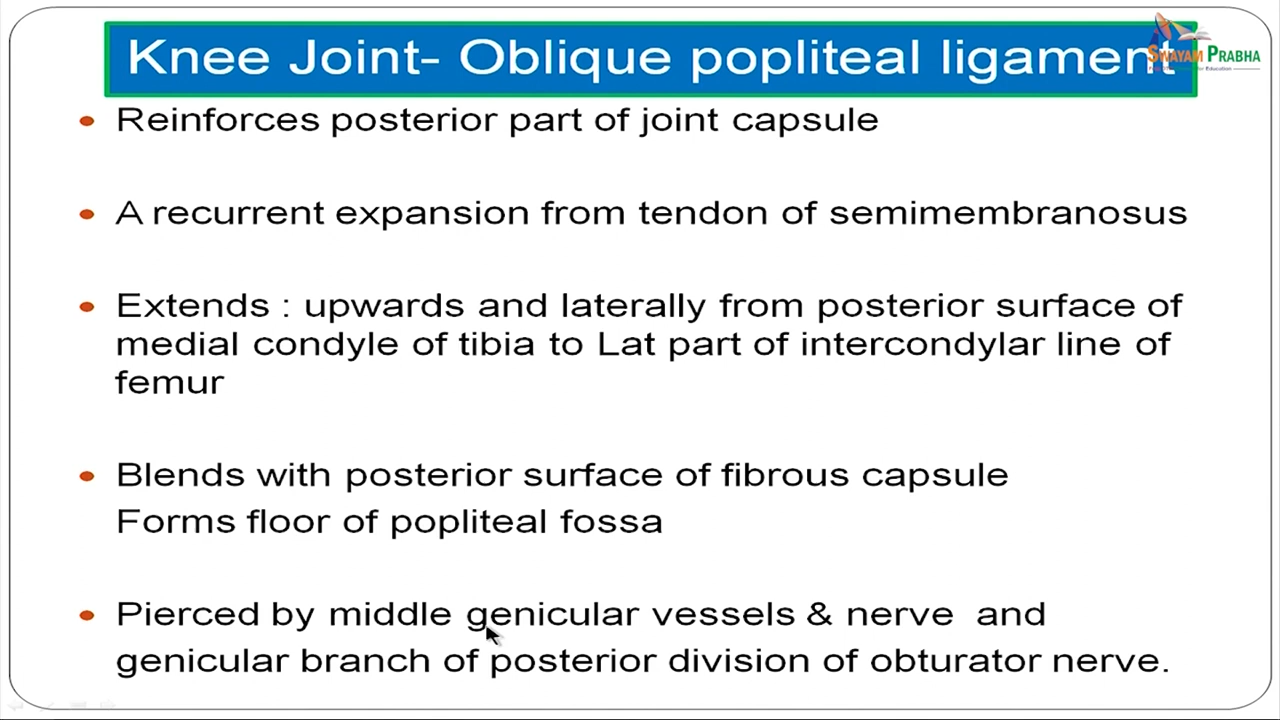 Knee Joint- Oblique popliteal ligament
SWAYAM PRABHA
• Reinforces posterior part of joint capsule
• A recurrent expansion from tendon of semimembranosus
• Extends : upwards and laterally from posterior surface of
medial condyle of tibia to Lat part of intercondylar line of
femur
• Blends with posterior surface of fibrous capsule
Forms floor of popliteal fossa
• Pierced by middle genicular vessels & nerve and
genicular branch of posterior division of obturator nerve.